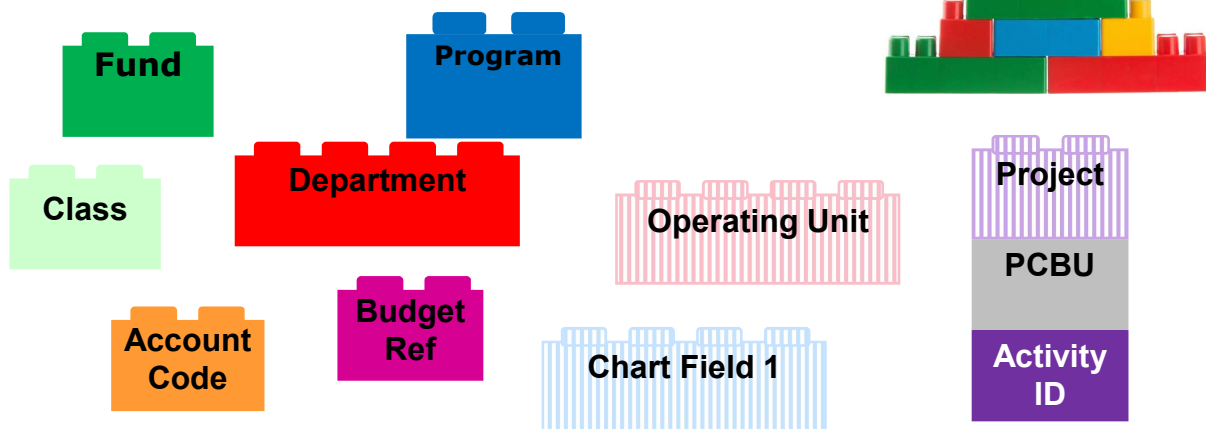 Fund
Program
Department
Class
Project
Operating Unit
PCBU
Account
Code
Budget
Ref
Chart Field 1
Activity
ID